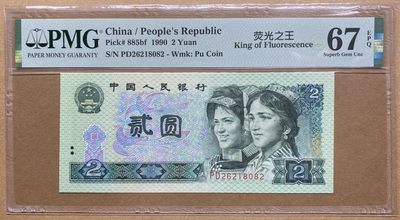 PMG
PAPER MONEY GUARANTY
China / People's Republic
Pick# 885bf 1990 2 Yuan
S/N PD26218082 - Wmk: Pu Coin
荧光之王
King of Fluorescence
67
EPQ
Superb Gem Unc
中国人民银行
2
贰圆
2
2
PD26218082